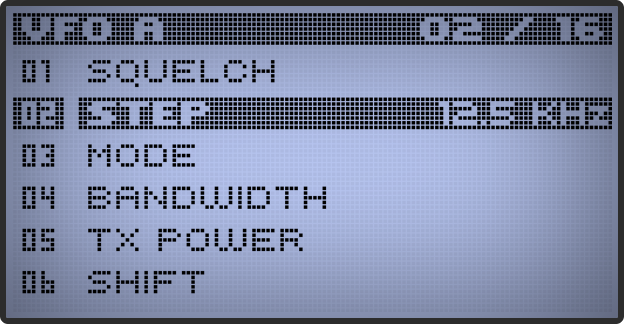 VFO A 02 / 16
01 SQUELCH
02 STEP 12.5 KHz
03 MODE
04 BANDWIDTH
05 TX POWER
06 SHIFT